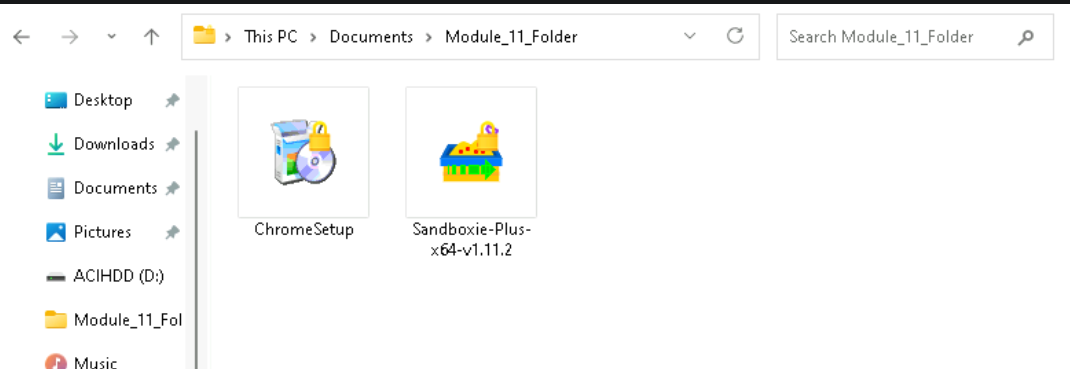 This PC > Documents > Module_11_Folder
Search Module_11_Folder
Desktop
Downloads
Documents
Pictures
ACIHDD (D:)
Module_11_Fol
Music
ChromeSetup
Sandboxie-Plus-
x64-v1.11.2